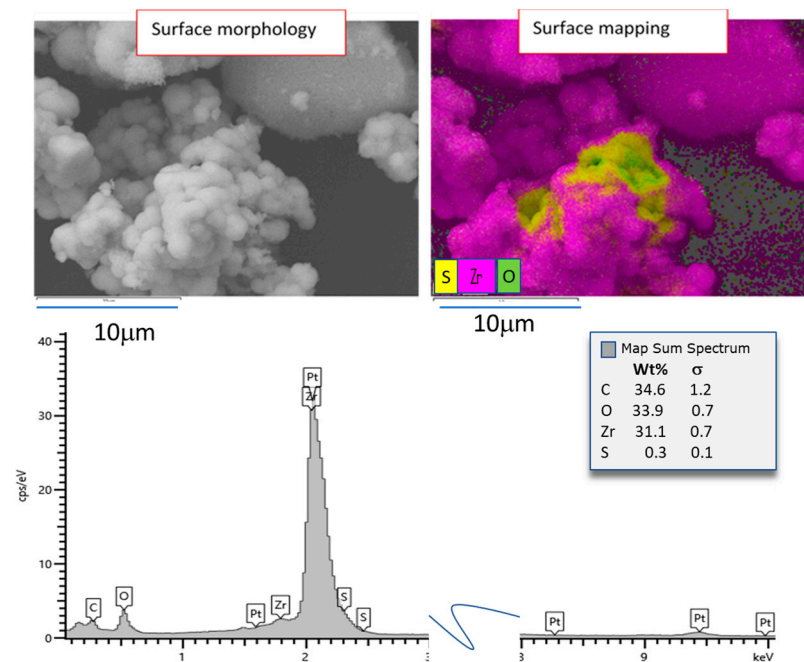 Surface morphology
Surface mapping
S Zr O
10µm
10µm
Map Sum Spectrum
Wt% σ
C 34.6 1.2
O 33.9 0.7
Zr 31.1 0.7
S 0.3 0.1
40
30
20
10
0
cps/eV
Pt
Zr
C
O
Pt
Zr
S
S
Pt
Pt
Pt
1
2
3
3
9
keV